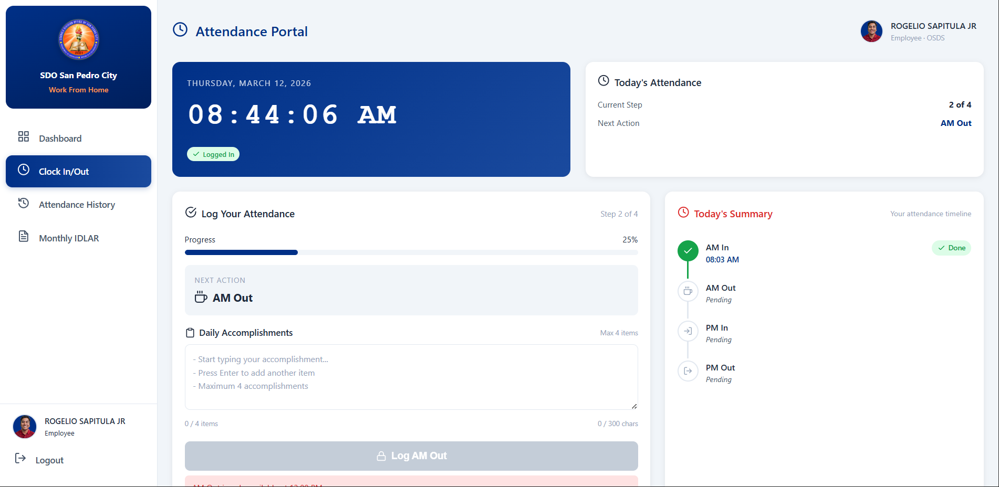 SDO San Pedro City
Work From Home
Dashboard
Clock In/Out
Attendance History
Monthly IDLAR
ROGELIO SAPITULA JR
Employee
Logout
Attendance Portal
ROGELIO SAPITULA JR
Employee · OSDS
THURSDAY, MARCH 12, 2026
08:44:06 AM
Logged In
Today's Attendance
Current Step
2 of 4
Next Action
AM Out
Log Your Attendance
Step 2 of 4
Progress
25%
NEXT ACTION
AM Out
Daily Accomplishments
Max 4 items
- Start typing your accomplishment...
- Press Enter to add another item
- Maximum 4 accomplishments
0 / 4 items
0 / 300 chars
Log AM Out
Today's Summary
Your attendance timeline
AM In
08:03 AM
Done
AM Out
Pending
PM In
Pending
PM Out
Pending